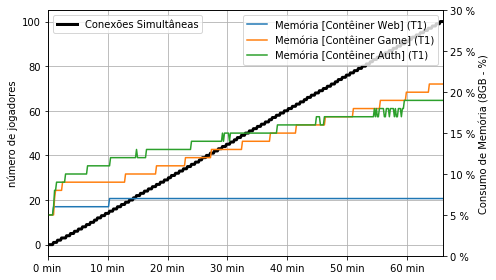 Conexões Simultâneas
Memória [Contêiner Web] (T1)
Memória [Contêiner Game] (T1)
Memória [Contêiner Auth] (T1)
número de jogadores
100
80
60
40
20
0
30 %
25 %
20 %
15 %
10 %
5 %
0 %
Consumo de Memória (8GB - %)
0 min
10 min
20 min
30 min
40 min
50 min
60 min